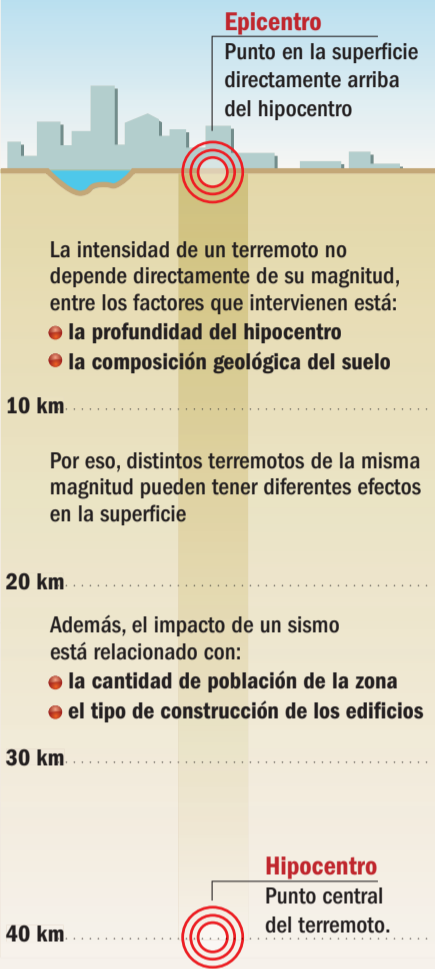 Epicentro
Punto en la superficie
directamente arriba
del hipocentro
La intensidad de un terremoto no
depende directamente de su magnitud,
entre los factores que intervienen está:
la profundidad del hipocentro
la composición geológica del suelo
10 km
Por eso, distintos terremotos de la misma
magnitud pueden tener diferentes efectos
en la superficie
20 km
Además, el impacto de un sismo
está relacionado con:
la cantidad de población de la zona
el tipo de construcción de los edificios
30 km
Hipocentro
Punto central
del terremoto.
40 km